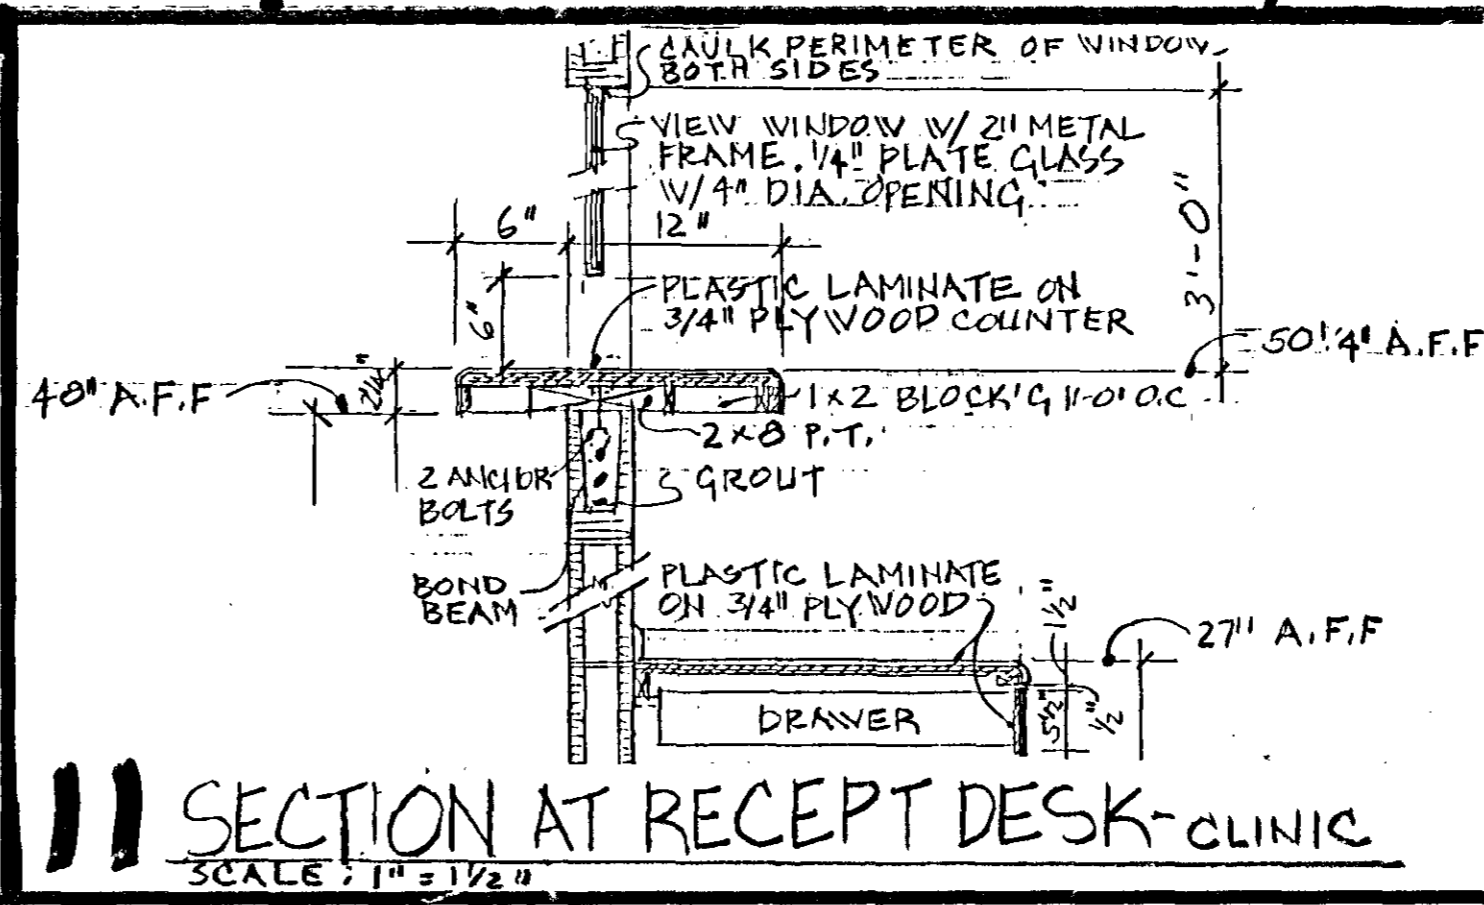 CAULK PERIMETER OF WINDOW
BOTH SIDES
VIEW WINDOW W/ 2" METAL
FRAME. 1/4" PLATE GLASS
W/ 4" DIA. OPENING
6"
12"
3'-0"
6"
PLASTIC LAMINATE ON
3/4" PLYWOOD COUNTER
50 1/4" A.F.F
48" A.F.F
2 1/4"
1x2 BLOCK'G 1'-0" O.C
2x8 P.T.
2 ANCHOR
BOLTS
GROUT
BOND
BEAM
PLASTIC LAMINATE
ON 3/4" PLYWOOD
1 1/2"
27" A.F.F
DRAWER
5 1/2"
1/2"
11 SECTION AT RECEPT DESK-CLINIC
SCALE: 1" = 1 1/2"